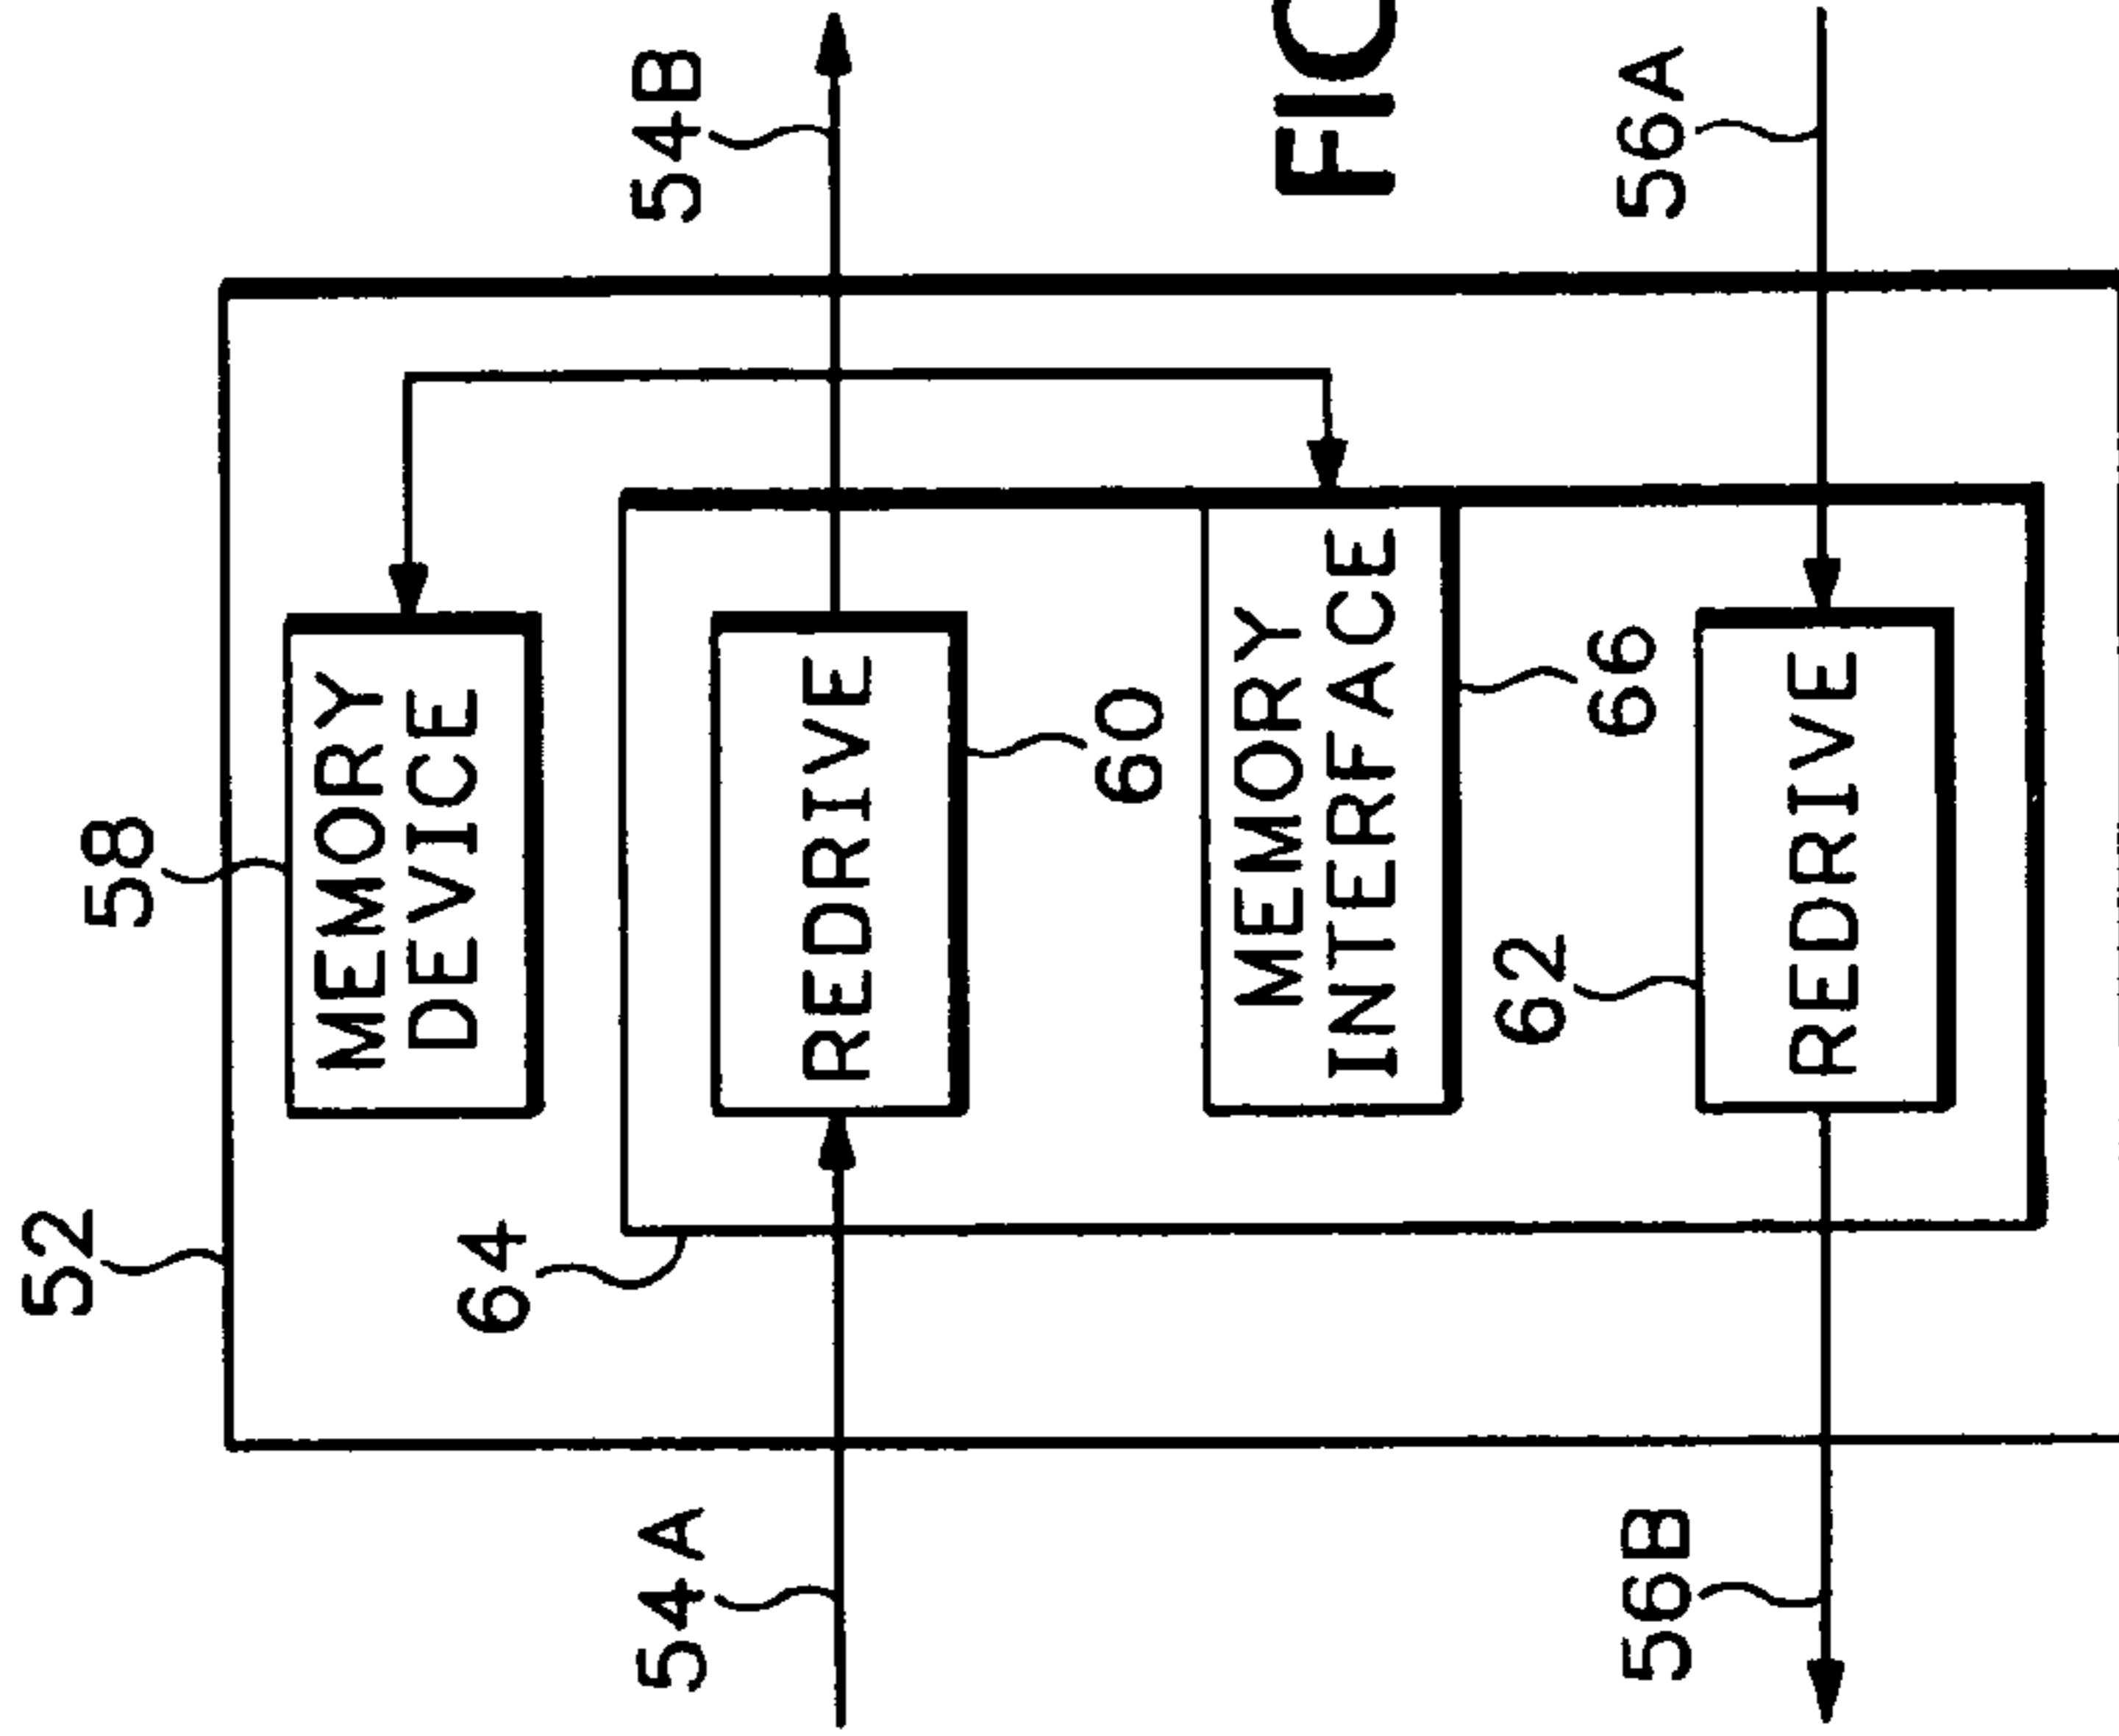 52
58
MEMORY
DEVICE
64
54A
54B
REDRIVE
60
MEMORY
INTERFACE
66
62
REDRIVE
56B
56A